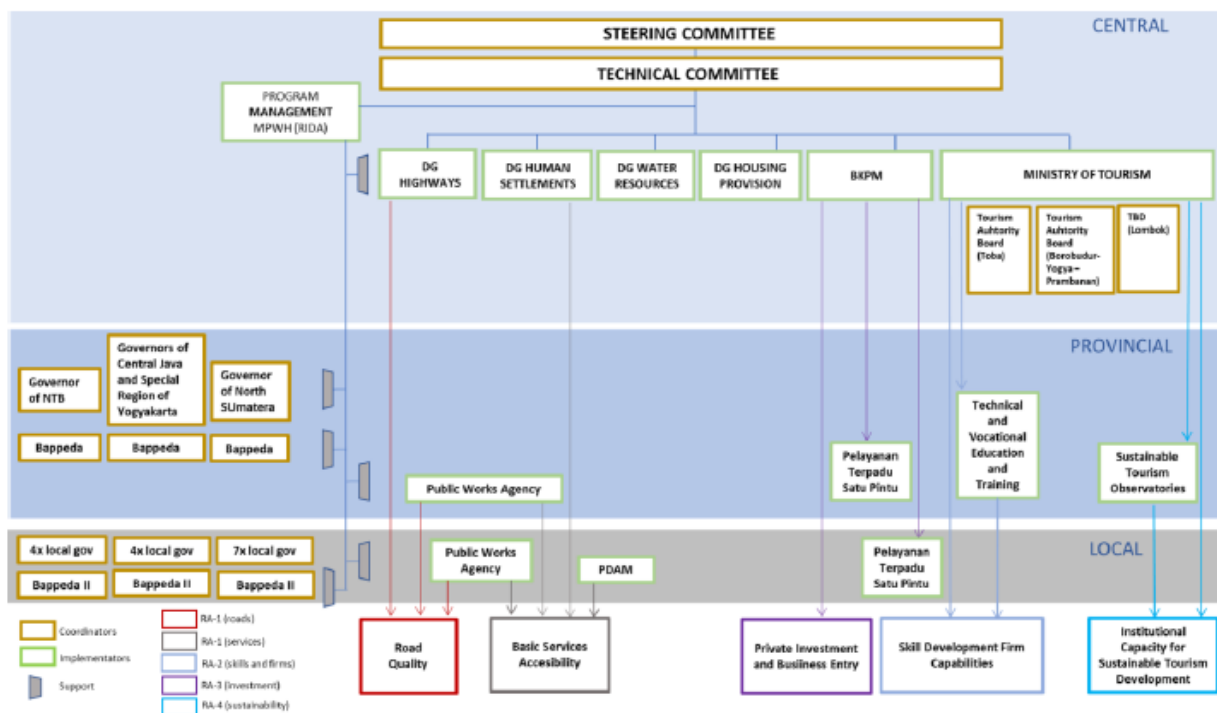 CENTRAL
STEERING COMMITTEE
TECHNICAL COMMITTEE
PROGRAM
MANAGEMENT
MPWH (RIDA)
DG
HIGHWAYS
DG HUMAN
SETTLEMENTS
DG WATER
RESOURCES
DG HOUSING
PROVISION
BKPM
MINISTRY OF TOURISM
Tourism
Auhtority
Board
(Toba)
Tourism
Auhtority
Board
(Borobudur-
Yogya–
Prambanan)
TBD
(Lombok)
PROVINCIAL
Governor
of NTB
Governors of
Central Java
and Special
Region of
Yogyakarta
Governor
of North
SUmatera
Bappeda
Bappeda
Bappeda
Public Works Agency
Pelayanan
Terpadu
Satu Pintu
Technical
and
Vocational
Education
and
Training
Sustainable
Tourism
Observatories
LOCAL
4x local gov
4x local gov
7x local gov
Bappeda II
Bappeda II
Bappeda II
Public Works
Agency
PDAM
Pelayanan
Terpadu
Satu Pintu
Coordinators
Implementators
Support
RA-1 (roads)
RA-1 (services)
RA-2 (skills and firms)
RA-3 (investment)
RA-4 (sustainability)
Road
Quality
Basic Services
Accesibility
Private Investment
and Busiiness Entry
Skill Development Firm
Capabilities
Institutional
Capacity for
Sustainable Tourism
Development